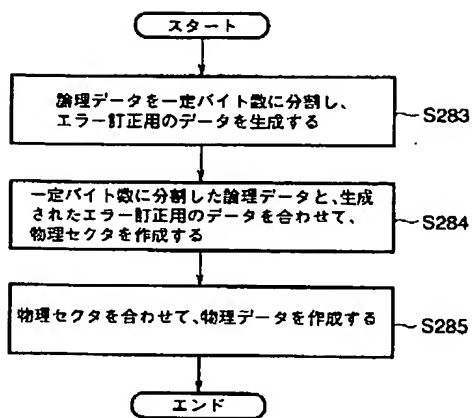 スタート
論理データを一定バイト数に分割し、
エラー訂正用のデータを生成する
S283
一定バイト数に分割した論理データと、生成
されたエラー訂正用のデータを合わせて、
物理セクタを作成する
S284
物理セクタを合わせて、物理データを作成する
S285
エンド